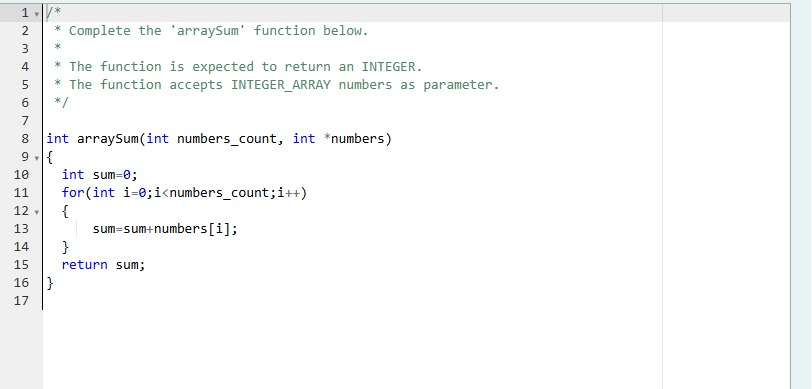 1 /*
2  * Complete the 'arraySum' function below.
3  *
4  * The function is expected to return an INTEGER.
5  * The function accepts INTEGER_ARRAY numbers as parameter.
6  */
7
8 int arraySum(int numbers_count, int *numbers)
9 {
10   int sum=0;
11   for(int i=0;i<numbers_count;i++)
12   {
13       sum=sum+numbers[i];
14   }
15   return sum;
16 }
17